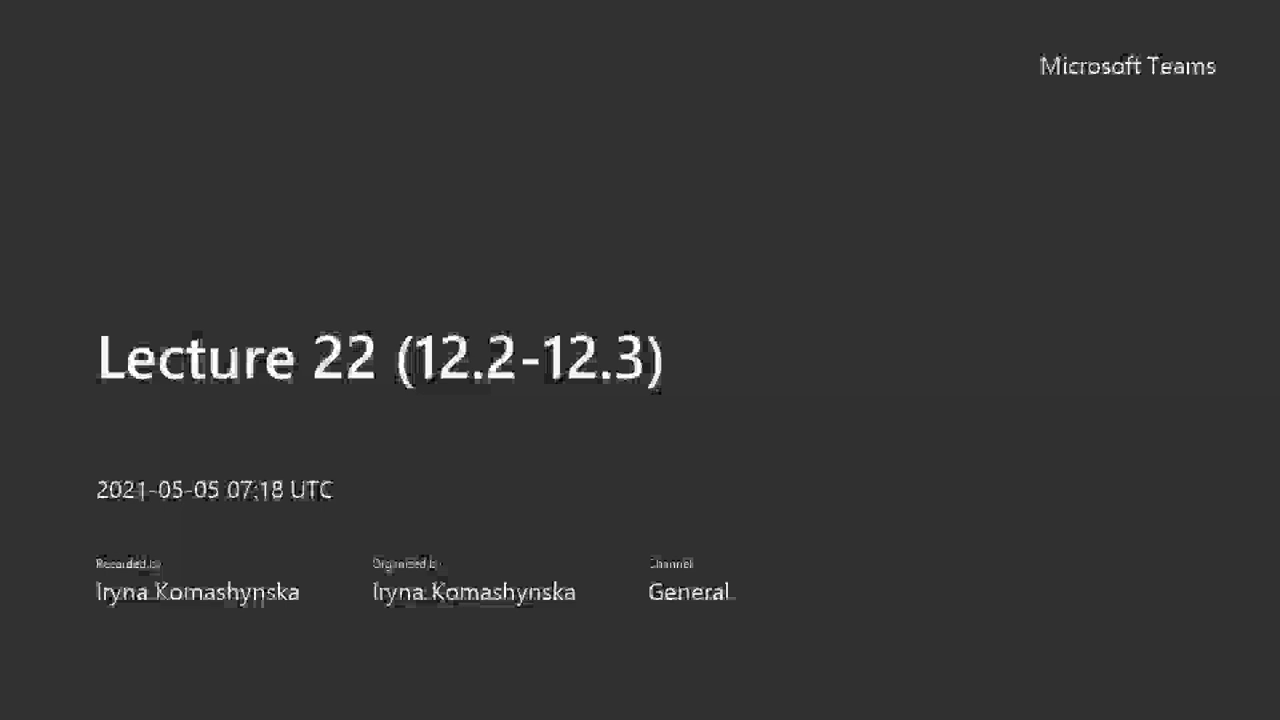 Microsoft Teams
Lecture 22 (12.2-12.3)
2021-05-05 07:18 UTC
Recorded by
Organized by
Channel
Iryna Komashynska
Iryna Komashynska
General